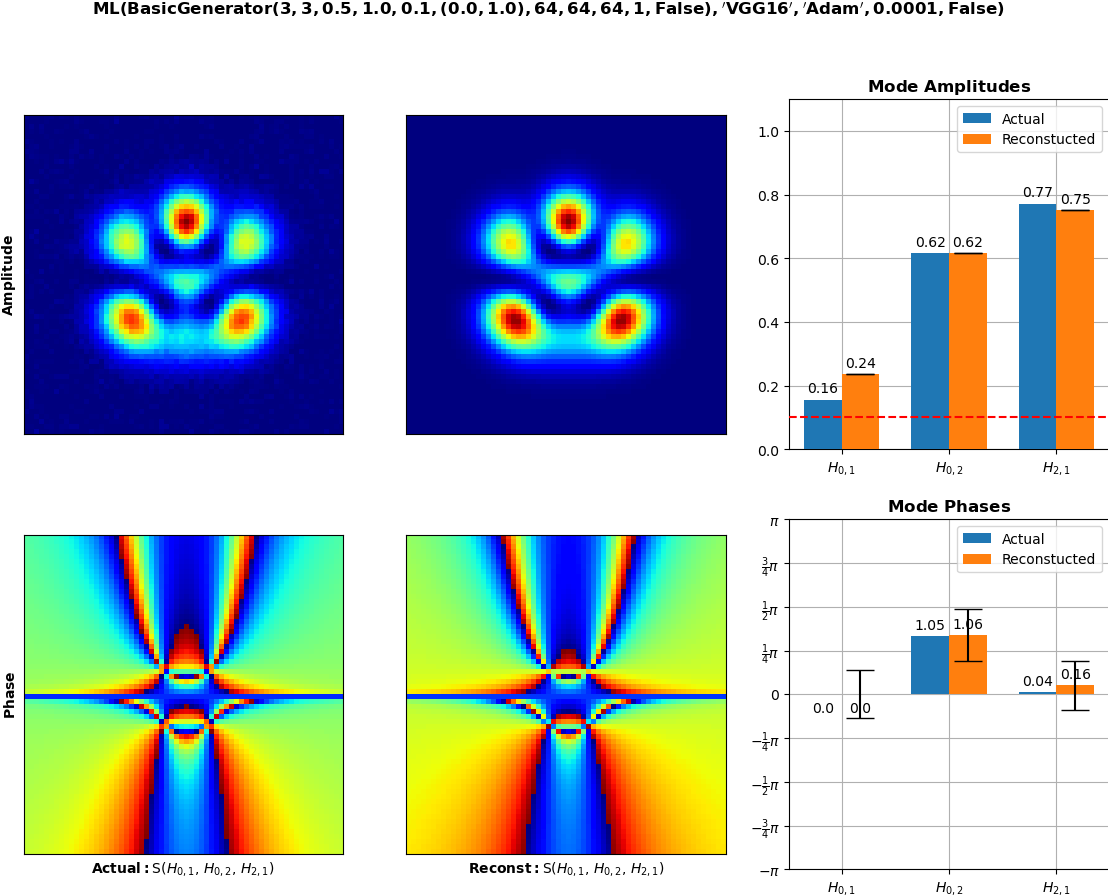 ML(BasicGenerator(3, 3, 0.5, 1.0, 0.1, (0.0, 1.0), 64, 64, 64, 1, False), ′VGG16′, ′Adam′, 0.0001, False)
Amplitude
Mode Amplitudes
Actual
Reconstucted
1.0
0.8
0.6
0.4
0.2
0.0
0.16
0.24
0.62
0.62
0.77
0.75
H0,1
H0,2
H2,1
Phase
Actual: S(H0,1, H0,2, H2,1)
Reconst: S(H0,1, H0,2, H2,1)
Mode Phases
Actual
Reconstucted
π
3/4π
1/2π
1/4π
0
−1/4π
−1/2π
−3/4π
−π
0.0
0.0
1.05
1.06
0.04
0.16
H0,1
H0,2
H2,1